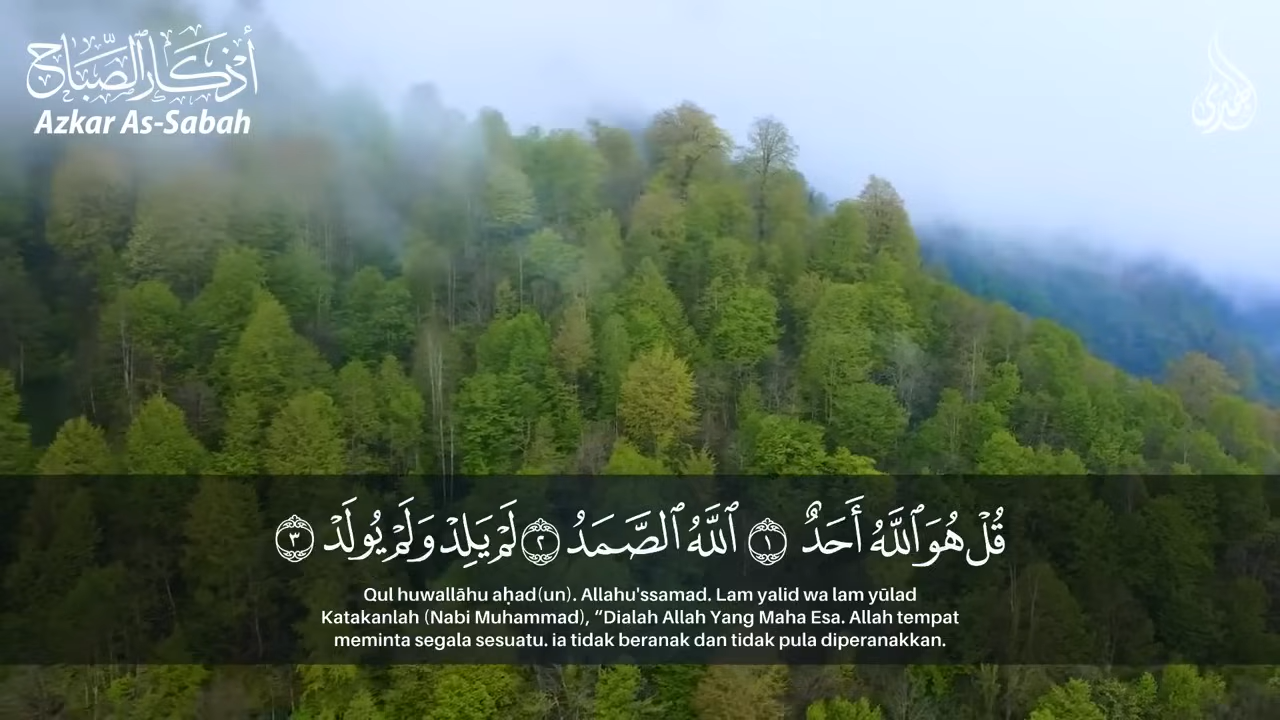 أذكار الصباح
Azkar As-Sabah
الهدى
قُلْ هُوَ ٱللَّهُ أَحَدٌ ١ ٱللَّهُ ٱلصَّمَدُ ٢ لَمْ يَلِدْ وَلَمْ يُولَدْ ٣
Qul huwallāhu aḥad(un). Allahu'ssamad. Lam yalid wa lam yūlad
Katakanlah (Nabi Muhammad), “Dialah Allah Yang Maha Esa. Allah tempat
meminta segala sesuatu. ia tidak beranak dan tidak pula diperanakkan.